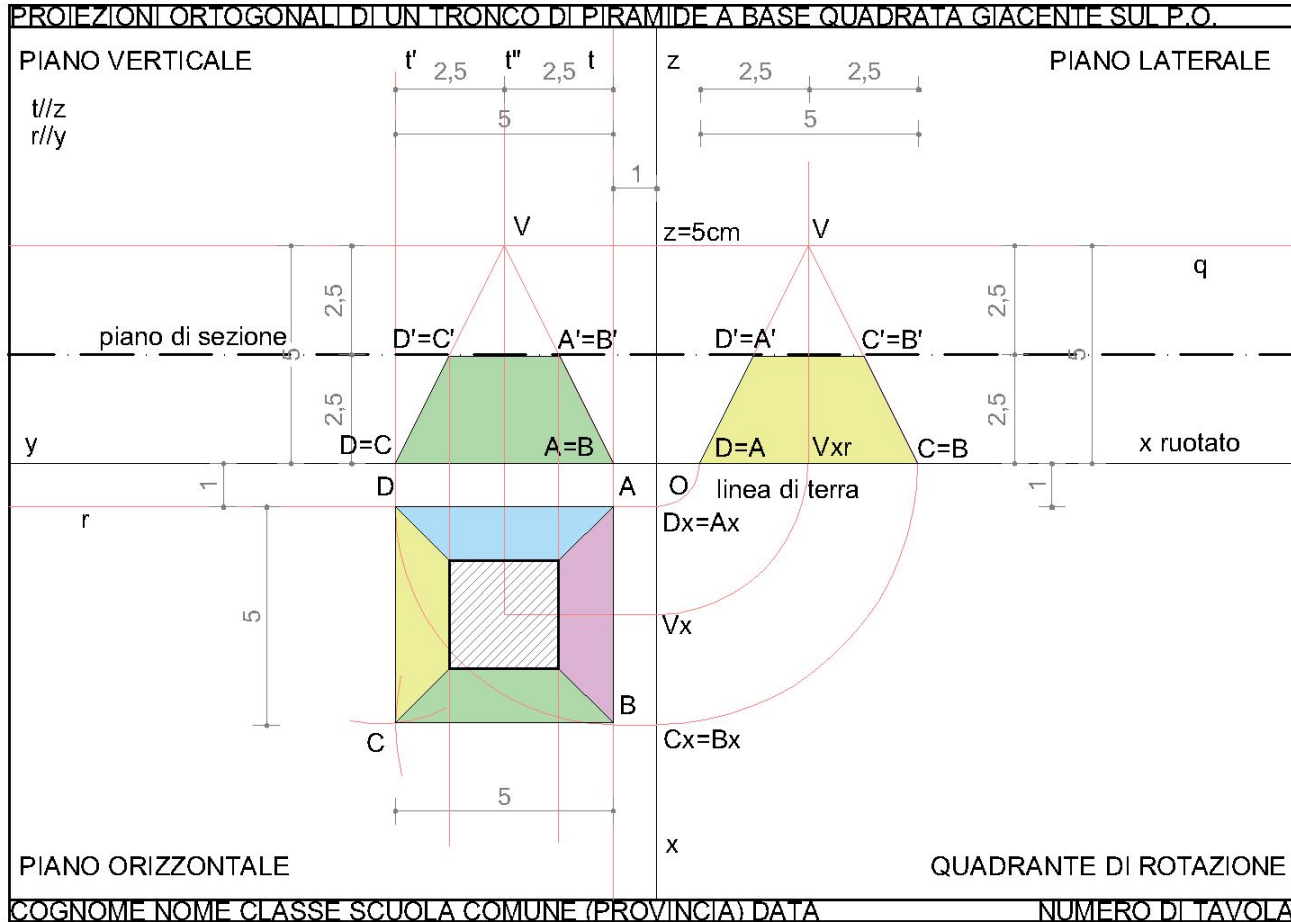 PROIEZIONI ORTOGONALI DI UN TRONCO DI PIRAMIDE A BASE QUADRATA GIACENTE SUL P.O.
PIANO VERTICALE
t' t" t z
PIANO LATERALE
2,5 2,5 2,5 2,5
t//z
r//y
5 5
1
V z=5cm V
q
2,5 2,5
piano di sezione D'=C' A'=B' D'=A' C'=B'
5 5
2,5 2,5
y D=C A=B D=A Vxr C=B x ruotato
1 D A O linea di terra 1
r Dx=Ax
5 Vx
B
C Cx=Bx
5
x
PIANO ORIZZONTALE QUADRANTE DI ROTAZIONE
COGNOME NOME CLASSE SCUOLA COMUNE (PROVINCIA) DATA NUMERO DI TAVOLA